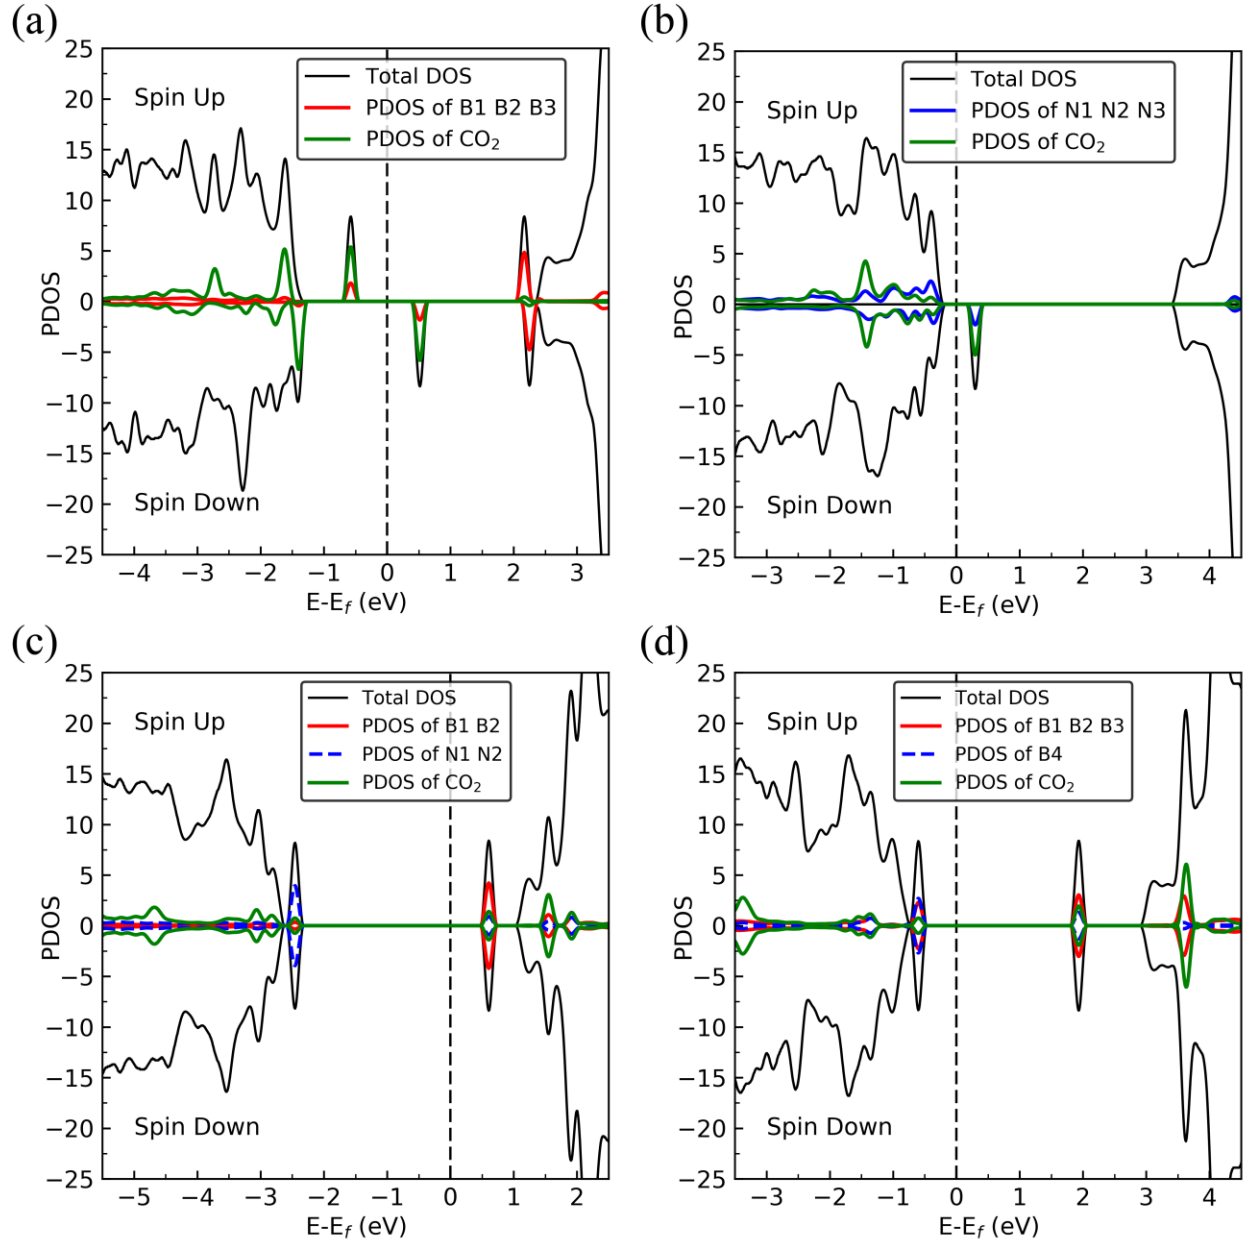 (a)
25
20
15
10
5
0
−5
−10
−15
−20
−25
PDOS
Spin Up
Spin Down
Total DOS
PDOS of B1 B2 B3
PDOS of CO₂
−4 −3 −2 −1 0 1 2 3
E-E_f (eV)
(b)
25
20
15
10
5
0
−5
−10
−15
−20
−25
PDOS
Spin Up
Spin Down
Total DOS
PDOS of N1 N2 N3
PDOS of CO₂
−3 −2 −1 0 1 2 3 4
E-E_f (eV)
(c)
25
20
15
10
5
0
−5
−10
−15
−20
−25
PDOS
Spin Up
Spin Down
Total DOS
PDOS of B1 B2
PDOS of N1 N2
PDOS of CO₂
−5 −4 −3 −2 −1 0 1 2
E-E_f (eV)
(d)
25
20
15
10
5
0
−5
−10
−15
−20
−25
PDOS
Spin Up
Spin Down
Total DOS
PDOS of B1 B2 B3
PDOS of B4
PDOS of CO₂
−3 −2 −1 0 1 2 3 4
E-E_f (eV)